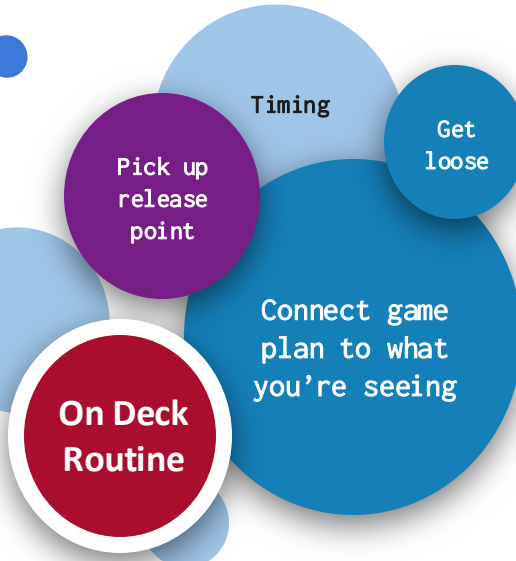 Timing
Get
loose
Pick up
release
point
Connect game
plan to what
you’re seeing
On Deck
Routine